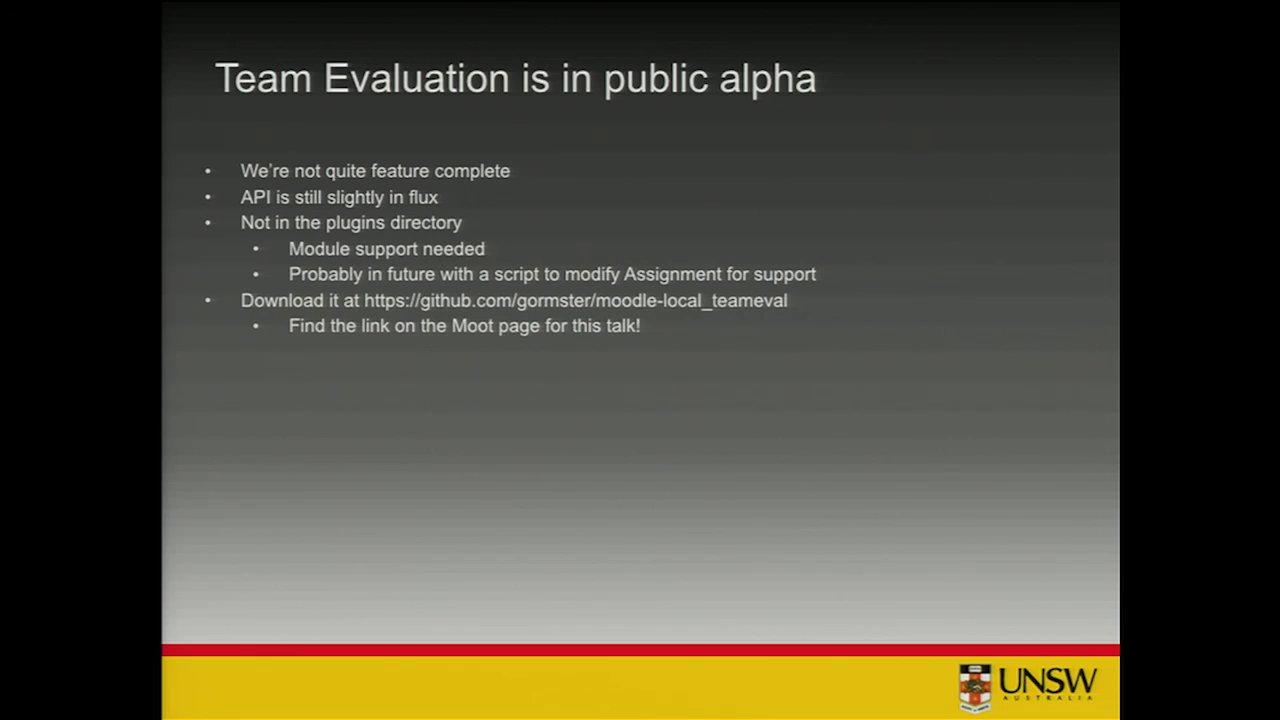 Team Evaluation is in public alpha
• We're not quite feature complete
• API is still slightly in flux
• Not in the plugins directory
• Module support needed
• Probably in future with a script to modify Assignment for support
• Download it at https://github.com/gormster/moodle-local_teameval
• Find the link on the Moot page for this talk!
UNSW
AUSTRALIA